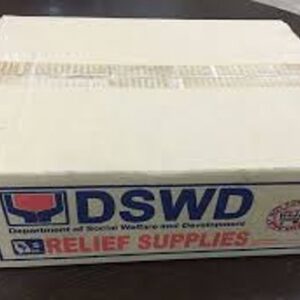 DSWD
Department of Social Welfare and Development
RELIEF SUPPLIES